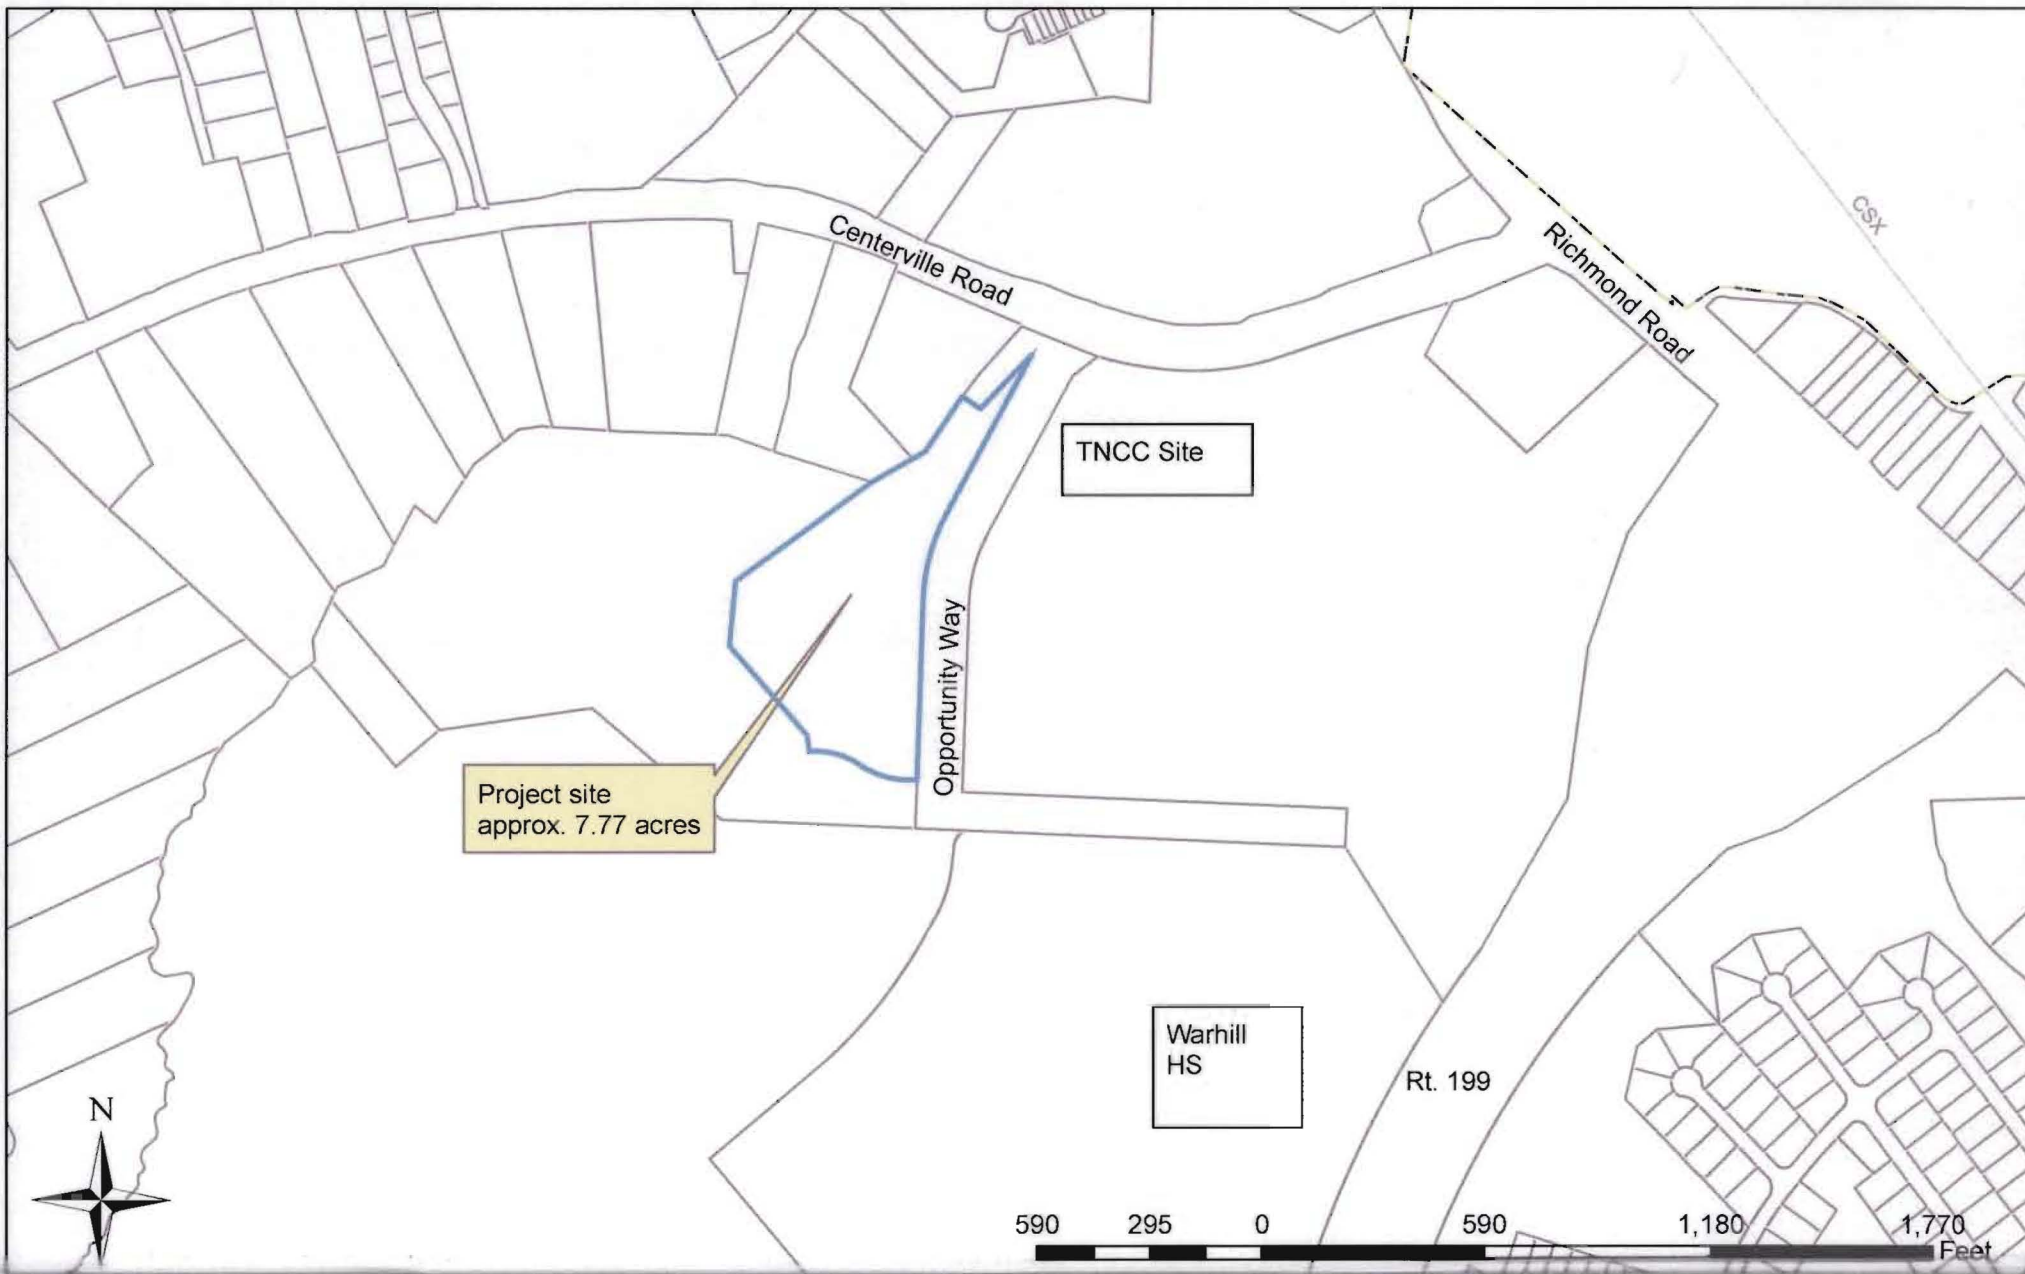 CSX
Centerville Road
Richmond Road
TNCC Site
Opportunity Way
Project site
approx. 7.77 acres
Warhill
HS
Rt. 199
N
590 295 0 590 1,180 1,770
Feet